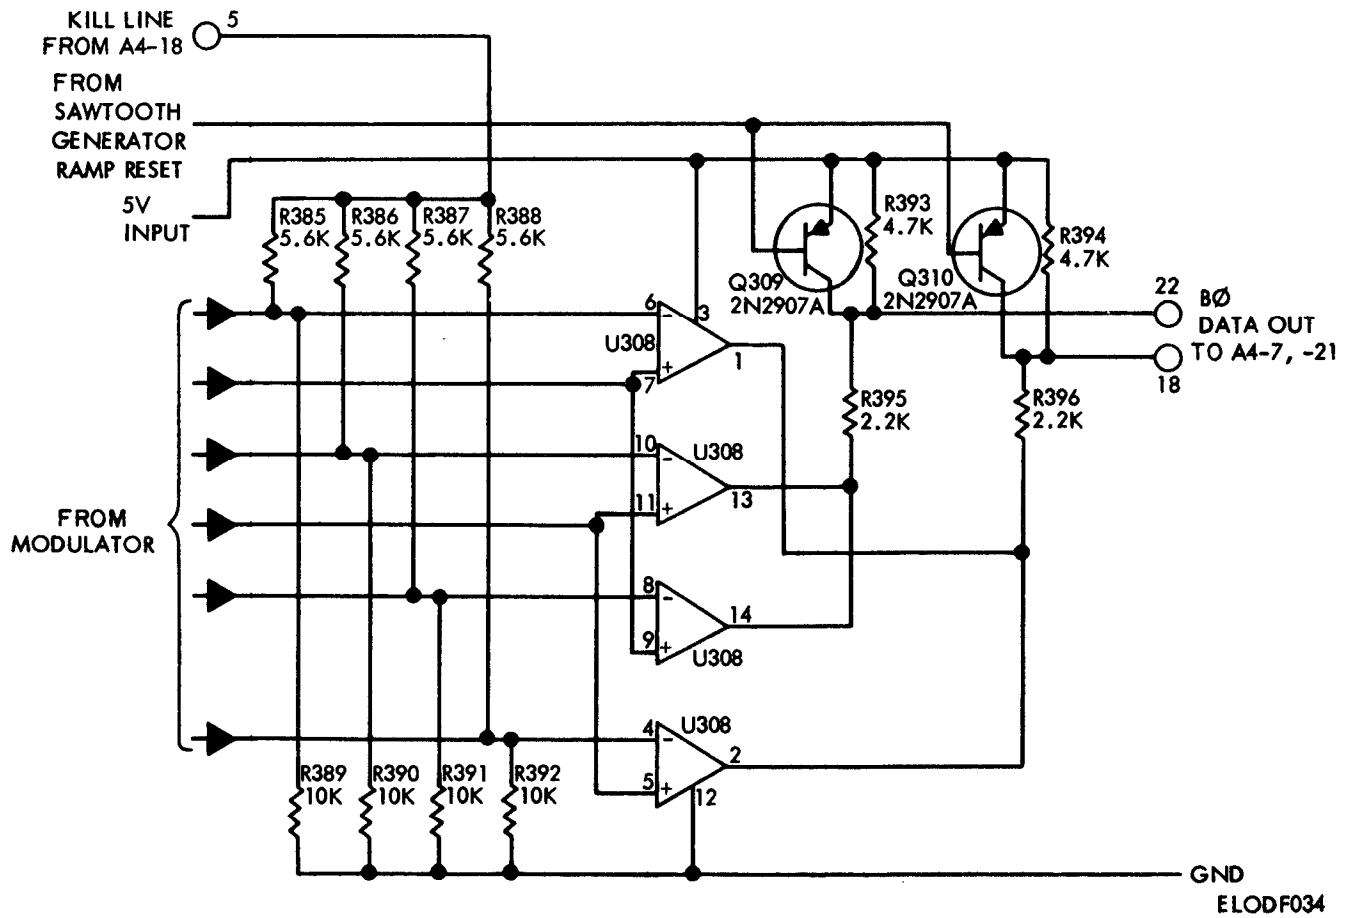 KILL LINE
FROM A4-18
5
FROM
SAWTOOTH
GENERATOR
RAMP RESET
5V
INPUT
R385
5.6K
R386
5.6K
R387
5.6K
R388
5.6K
R393
4.7K
R394
4.7K
Q309
2N2907A
Q310
2N2907A
22
BØ
DATA OUT
TO A4-7, -21
18
6
-
3
U308
+
7
1
R395
2.2K
R396
2.2K
10
-
U308
11
+
13
FROM
MODULATOR
8
-
14
9
+
U308
4
-
U308
2
5
+
12
R389
10K
R390
10K
R391
10K
R392
10K
GND
ELODF034